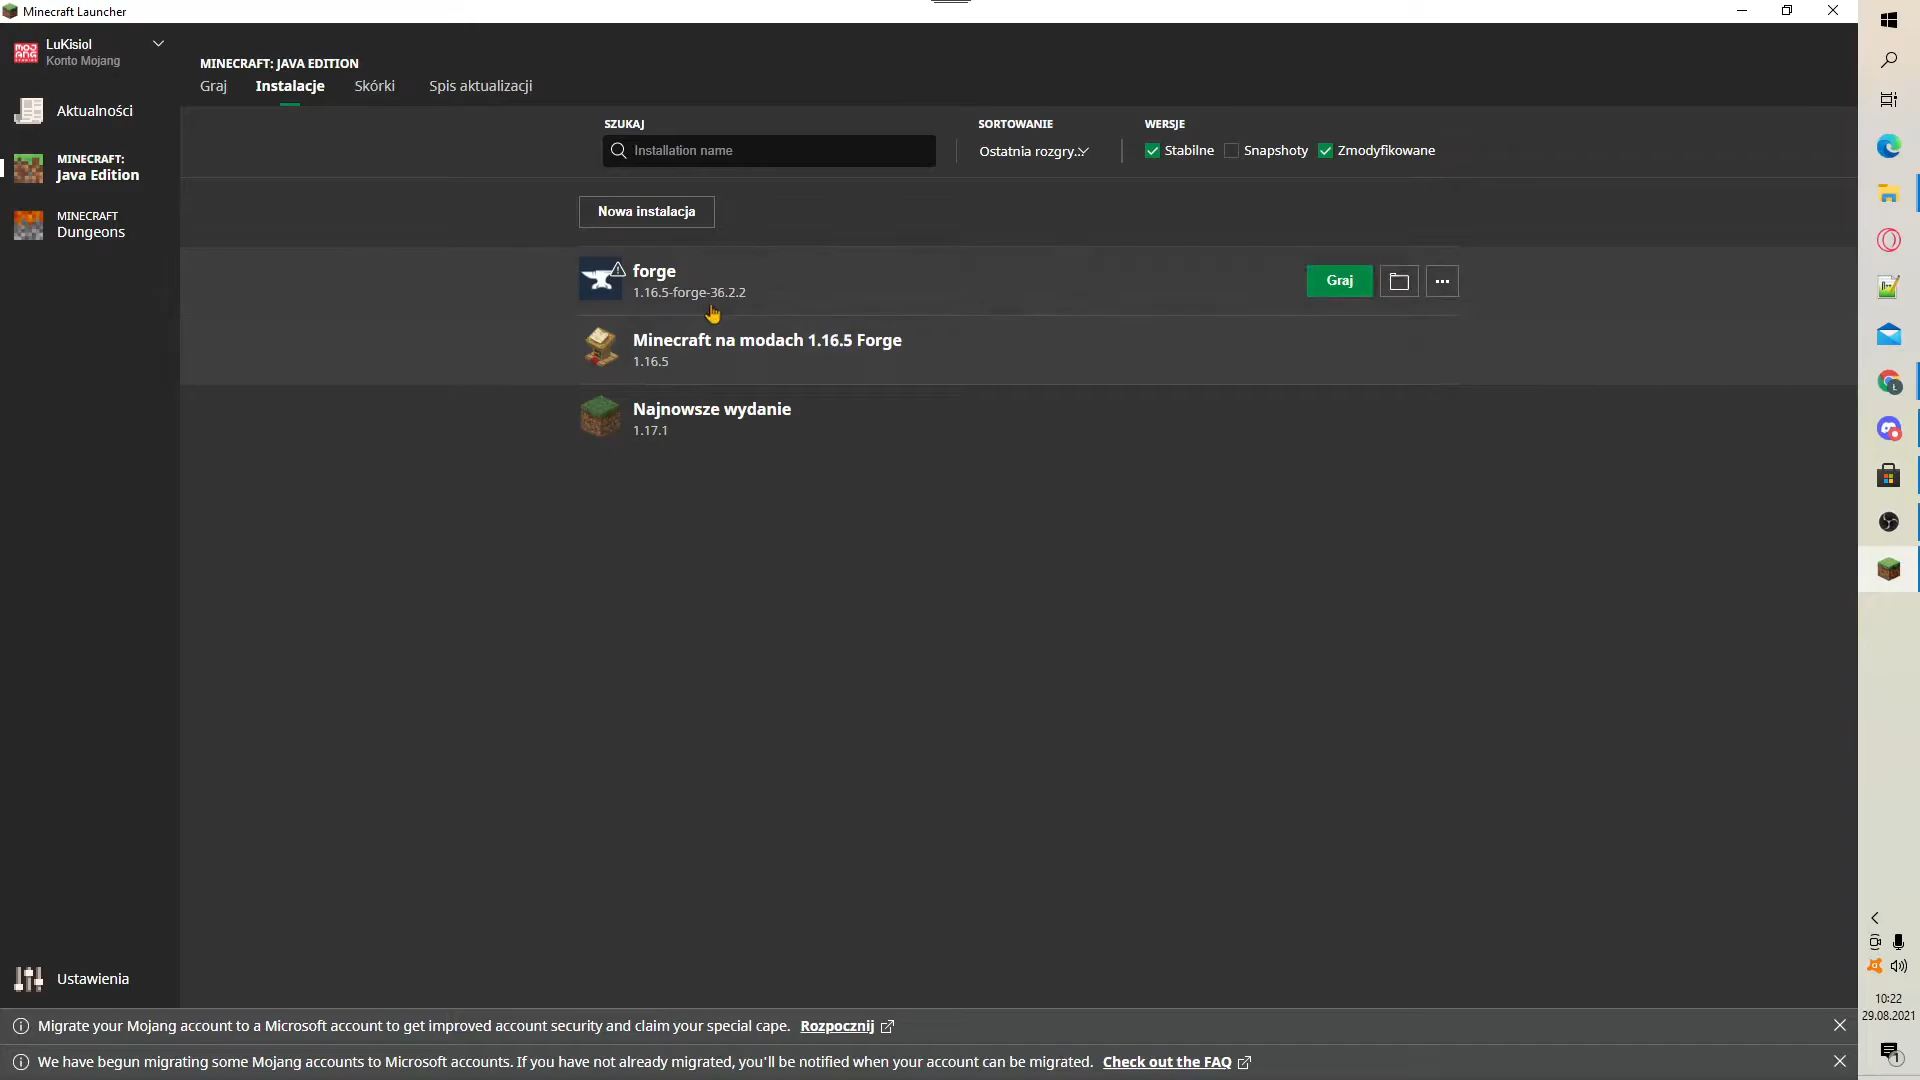 Minecraft Launcher
LuKisiol
Konto Mojang
Aktualności
MINECRAFT:
Java Edition
MINECRAFT
Dungeons
Ustawienia
MINECRAFT: JAVA EDITION
Graj Instalacje Skórki Spis aktualizacji
SZUKAJ
Installation name
SORTOWANIE
Ostatnia rozgry...
WERSJE
Stabilne Snapshoty Zmodyfikowane
Nowa instalacja
forge
1.16.5-forge-36.2.2
Graj
Minecraft na modach 1.16.5 Forge
1.16.5
Najnowsze wydanie
1.17.1
Migrate your Mojang account to a Microsoft account to get improved account security and claim your special cape. Rozpocznij
We have begun migrating some Mojang accounts to Microsoft accounts. If you have not already migrated, you'll be notified when your account can be migrated. Check out the FAQ
10:22
29.08.2021
1